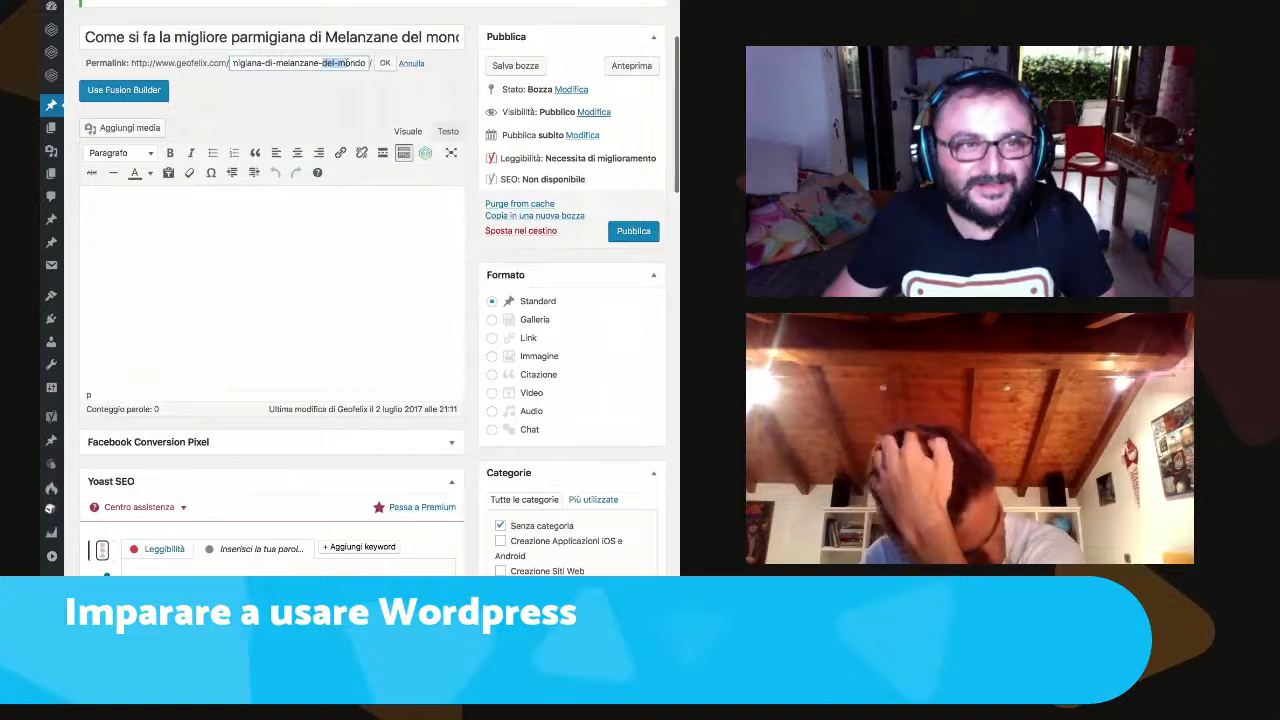 Come si fa la migliore parmigiana di Melanzane del mon
Permalink: http://www.geofelix.com/ migiana-di-melanzane-del-mondo / OK Annulla
Use Fusion Builder
Aggiungi media
Visuale Testo
Paragrafo B I
ABC A
p
Conteggio parole: 0 Ultima modifica di Geofelix il 2 luglio 2017 alle 21:11
Facebook Conversion Pixel
Yoast SEO
Centro assistenza Passa a Premium
Leggibilità Inserisci la tua parol... + Aggiungi keyword
Pubblica
Salva bozza Anteprima
Stato: Bozza Modifica
Visibilità: Pubblico Modifica
Pubblica subito Modifica
Leggibilità: Necessita di miglioramento
SEO: Non disponibile
Purge from cache
Copia in una nuova bozza
Sposta nel cestino Pubblica
Formato
Standard
Galleria
Link
Immagine
Citazione
Video
Audio
Chat
Categorie
Tutte le categorie Più utilizzate
Senza categoria
Creazione Applicazioni iOS e
Android
Creazione Siti Web
Imparare a usare Wordpress